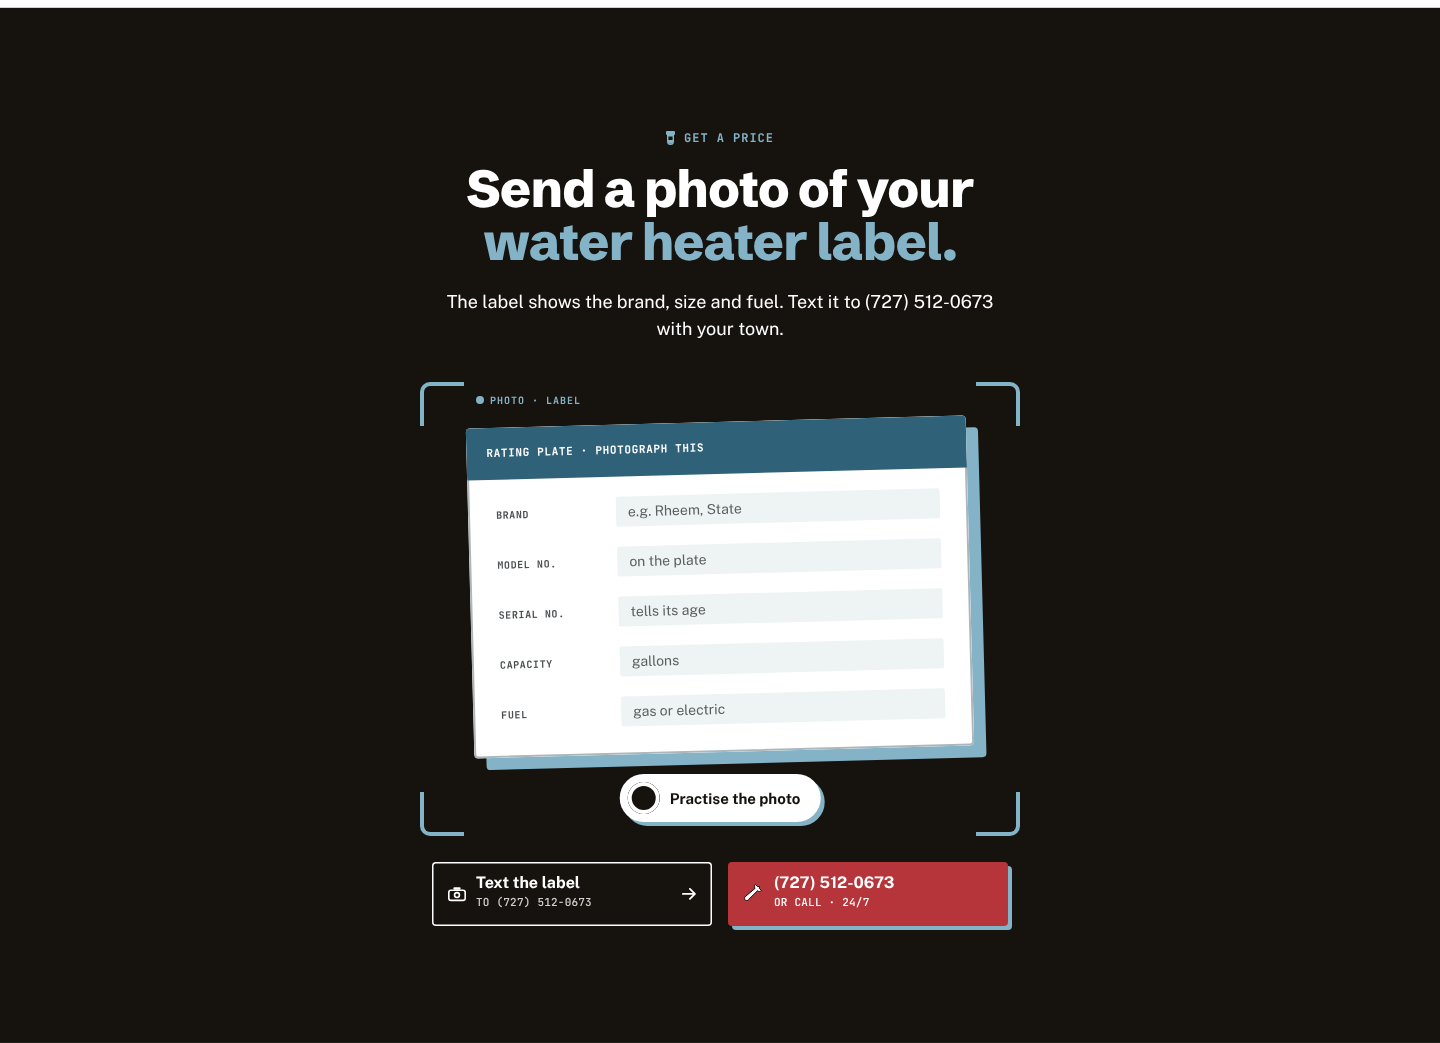 GET A PRICE
Send a photo of your
water heater label.
The label shows the brand, size and fuel. Text it to (727) 512-0673
with your town.
PHOTO · LABEL
RATING PLATE · PHOTOGRAPH THIS
BRAND e.g. Rheem, State
MODEL NO. on the plate
SERIAL NO. tells its age
CAPACITY gallons
FUEL gas or electric
Practise the photo
Text the label
TO (727) 512-0673
(727) 512-0673
OR CALL · 24/7